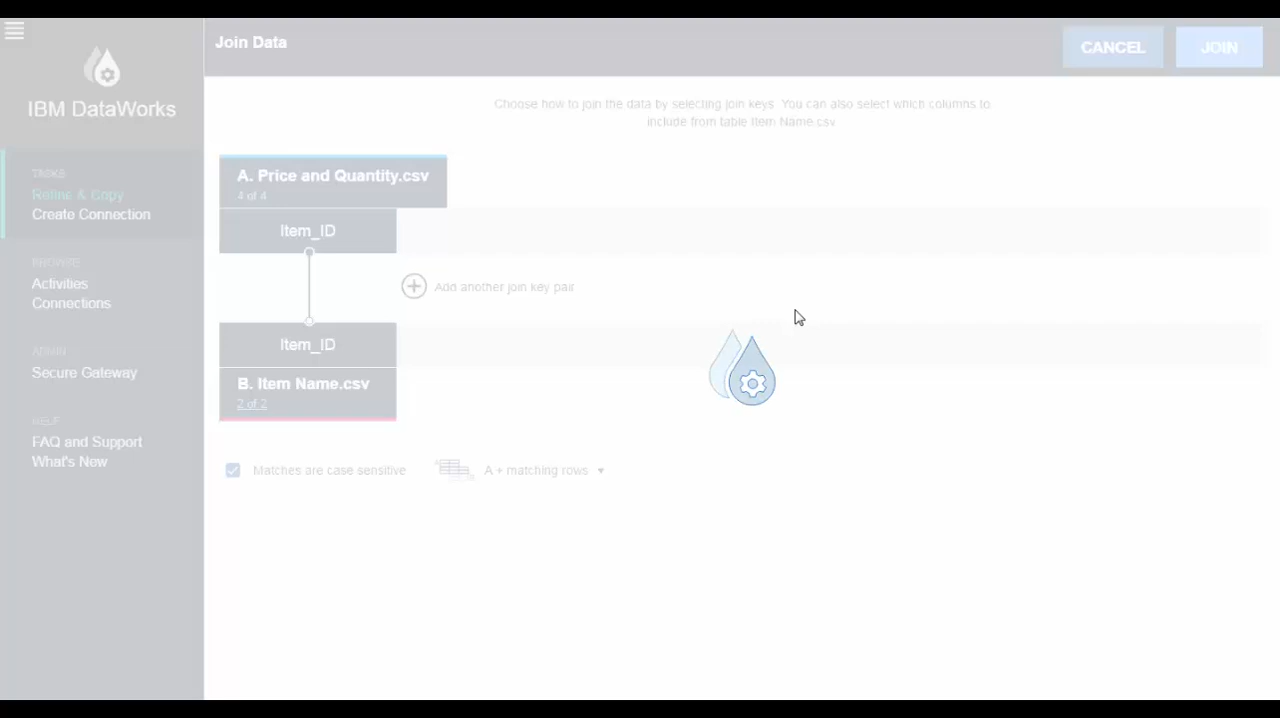 Join Data
CANCEL
JOIN
IBM DataWorks
TASKS
Refine & Copy
Create Connection
BROWSE
Activities
Connections
ADMIN
Secure Gateway
HELP
FAQ and Support
What's New
Choose how to join the data by selecting join keys. You can also select which columns to
include from table Item Name.csv
A. Price and Quantity.csv
4 of 4
Item_ID
Add another join key pair
Item_ID
B. Item Name.csv
2 of 2
Matches are case sensitive
A + matching rows